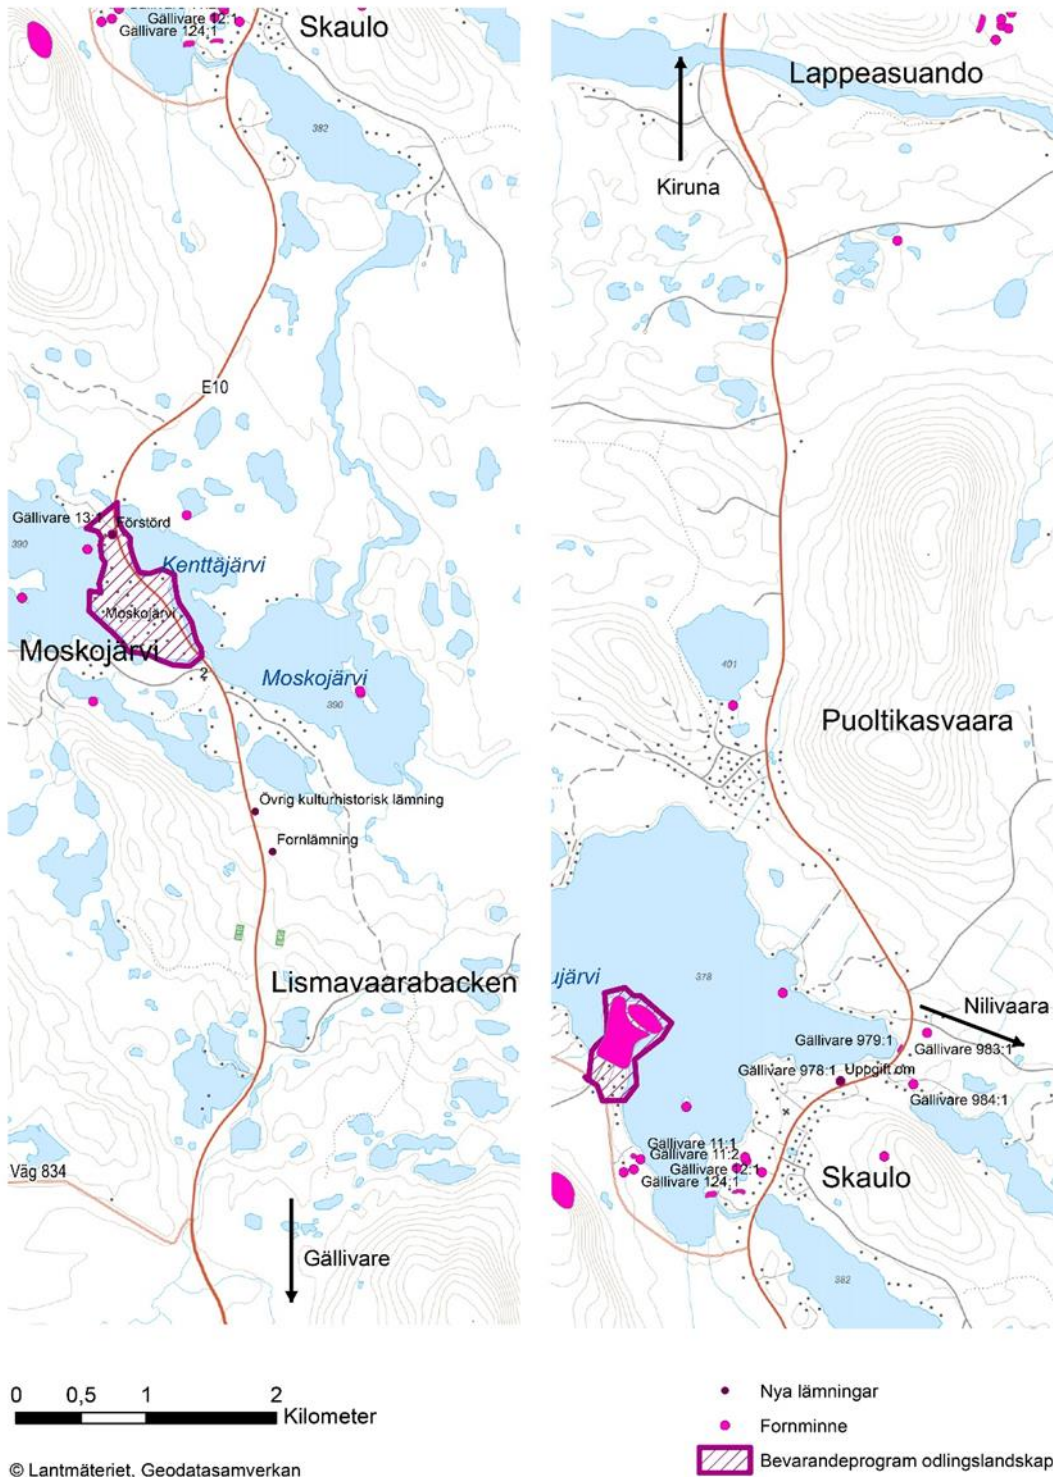 Gällivare 12:1
Gällivare 124:1
Skaulo
382
E10
Gällivare 13:1
Förstörd
390
Kenttäjärvi
Moskojärvi
Moskojärvi
2
Moskojärvi
390
Övrig kulturhistorisk lämning
Fornlämning
Lismavaarabacken
Väg 834
Gällivare
Lappeasuando
Kiruna
401
Puoltikasvaara
ujärvi
378
Nilivaara
Gällivare 979:1
Gällivare 983:1
Gällivare 978:1
Uppgift om
Gällivare 984:1
Gällivare 11:1
Gällivare 11:2
Gällivare 12:1
Gällivare 124:1
Skaulo
382
0 0,5 1 2
Kilometer
© Lantmäteriet, Geodatasamverkan
Nya lämningar
Fornminne
Bevarandeprogram odlingslandskap